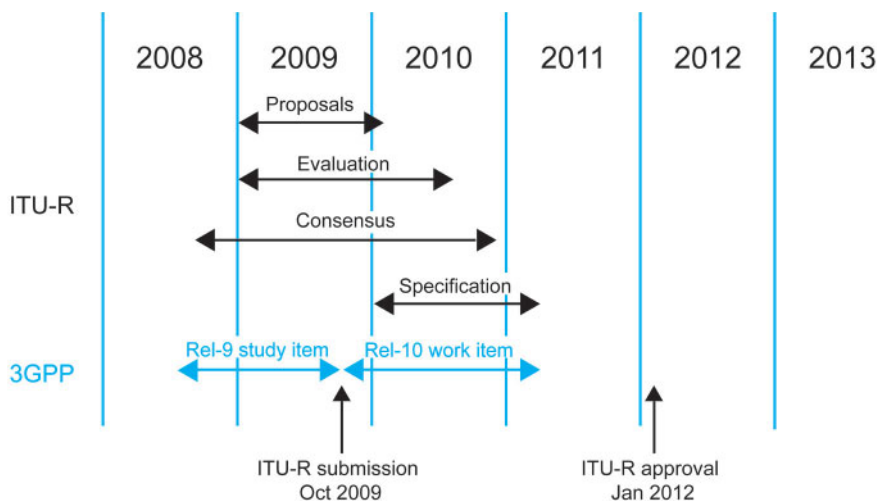 2008 2009 2010 2011 2012 2013
Proposals
Evaluation
ITU-R
Consensus
Specification
Rel-9 study item Rel-10 work item
3GPP
ITU-R submission ITU-R approval
Oct 2009 Jan 2012